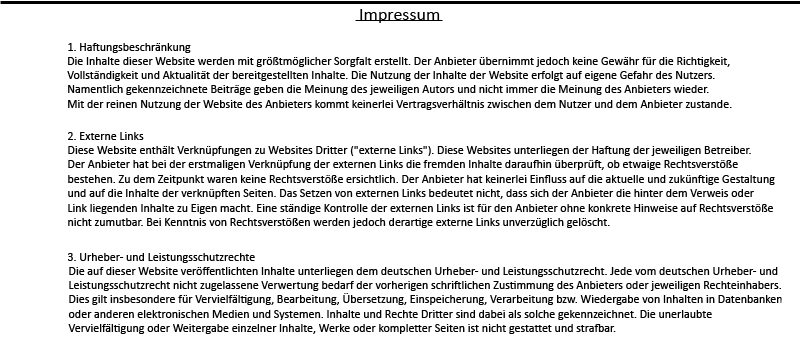 Impressum
1. Haftungsbeschränkung
Die Inhalte dieser Website werden mit größtmöglicher Sorgfalt erstellt. Der Anbieter übernimmt jedoch keine Gewähr für die Richtigkeit,
Vollständigkeit und Aktualität der bereitgestellten Inhalte. Die Nutzung der Inhalte der Website erfolgt auf eigene Gefahr des Nutzers.
Namentlich gekennzeichnete Beiträge geben die Meinung des jeweiligen Autors und nicht immer die Meinung des Anbieters wieder.
Mit der reinen Nutzung der Website des Anbieters kommt keinerlei Vertragsverhältnis zwischen dem Nutzer und dem Anbieter zustande.
2. Externe Links
Diese Website enthält Verknüpfungen zu Websites Dritter ("externe Links"). Diese Websites unterliegen der Haftung der jeweiligen Betreiber.
Der Anbieter hat bei der erstmaligen Verknüpfung der externen Links die fremden Inhalte daraufhin überprüft, ob etwaige Rechtsverstöße
bestehen. Zu dem Zeitpunkt waren keine Rechtsverstöße ersichtlich. Der Anbieter hat keinerlei Einfluss auf die aktuelle und zukünftige Gestaltung
und auf die Inhalte der verknüpften Seiten. Das Setzen von externen Links bedeutet nicht, dass sich der Anbieter die hinter dem Verweis oder
Link liegenden Inhalte zu Eigen macht. Eine ständige Kontrolle der externen Links ist für den Anbieter ohne konkrete Hinweise auf Rechtsverstöße
nicht zumutbar. Bei Kenntnis von Rechtsverstößen werden jedoch derartige externe Links unverzüglich gelöscht.
3. Urheber- und Leistungsschutzrechte
Die auf dieser Website veröffentlichten Inhalte unterliegen dem deutschen Urheber- und Leistungsschutzrecht. Jede vom deutschen Urheber- und
Leistungsschutzrecht nicht zugelassene Verwertung bedarf der vorherigen schriftlichen Zustimmung des Anbieters oder jeweiligen Rechteinhabers.
Dies gilt insbesondere für Vervielfältigung, Bearbeitung, Übersetzung, Einspeicherung, Verarbeitung bzw. Wiedergabe von Inhalten in Datenbanken
oder anderen elektronischen Medien und Systemen. Inhalte und Rechte Dritter sind dabei als solche gekennzeichnet. Die unerlaubte
Vervielfältigung oder Weitergabe einzelner Inhalte, Werke oder kompletter Seiten ist nicht gestattet und strafbar.